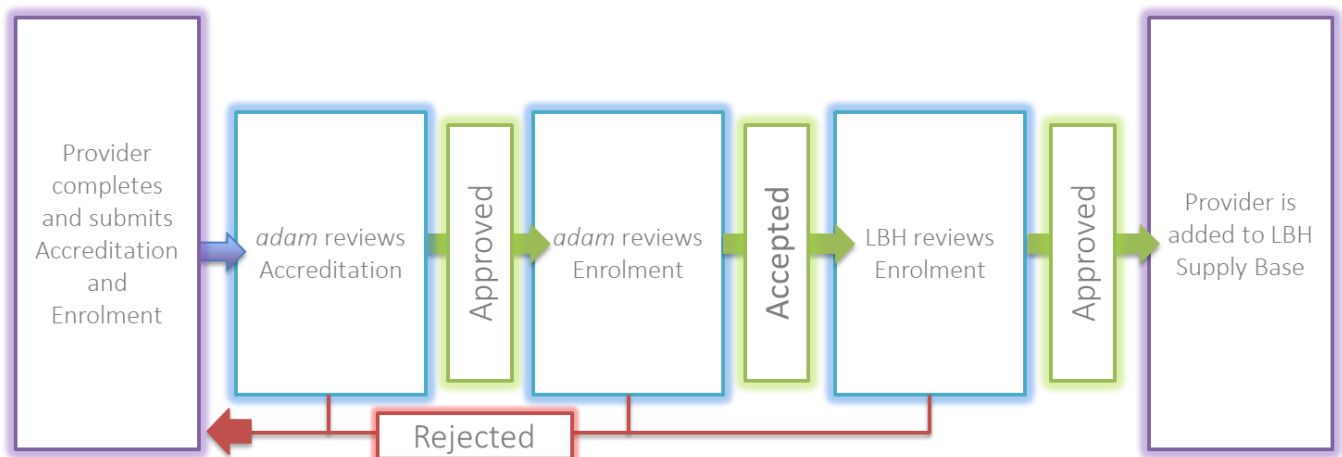 Provider
completes
and submits
Accreditation
and
Enrolment
adam reviews
Accreditation
Approved
adam reviews
Enrolment
Accepted
LBH reviews
Enrolment
Approved
Provider is
added to LBH
Supply Base
Rejected